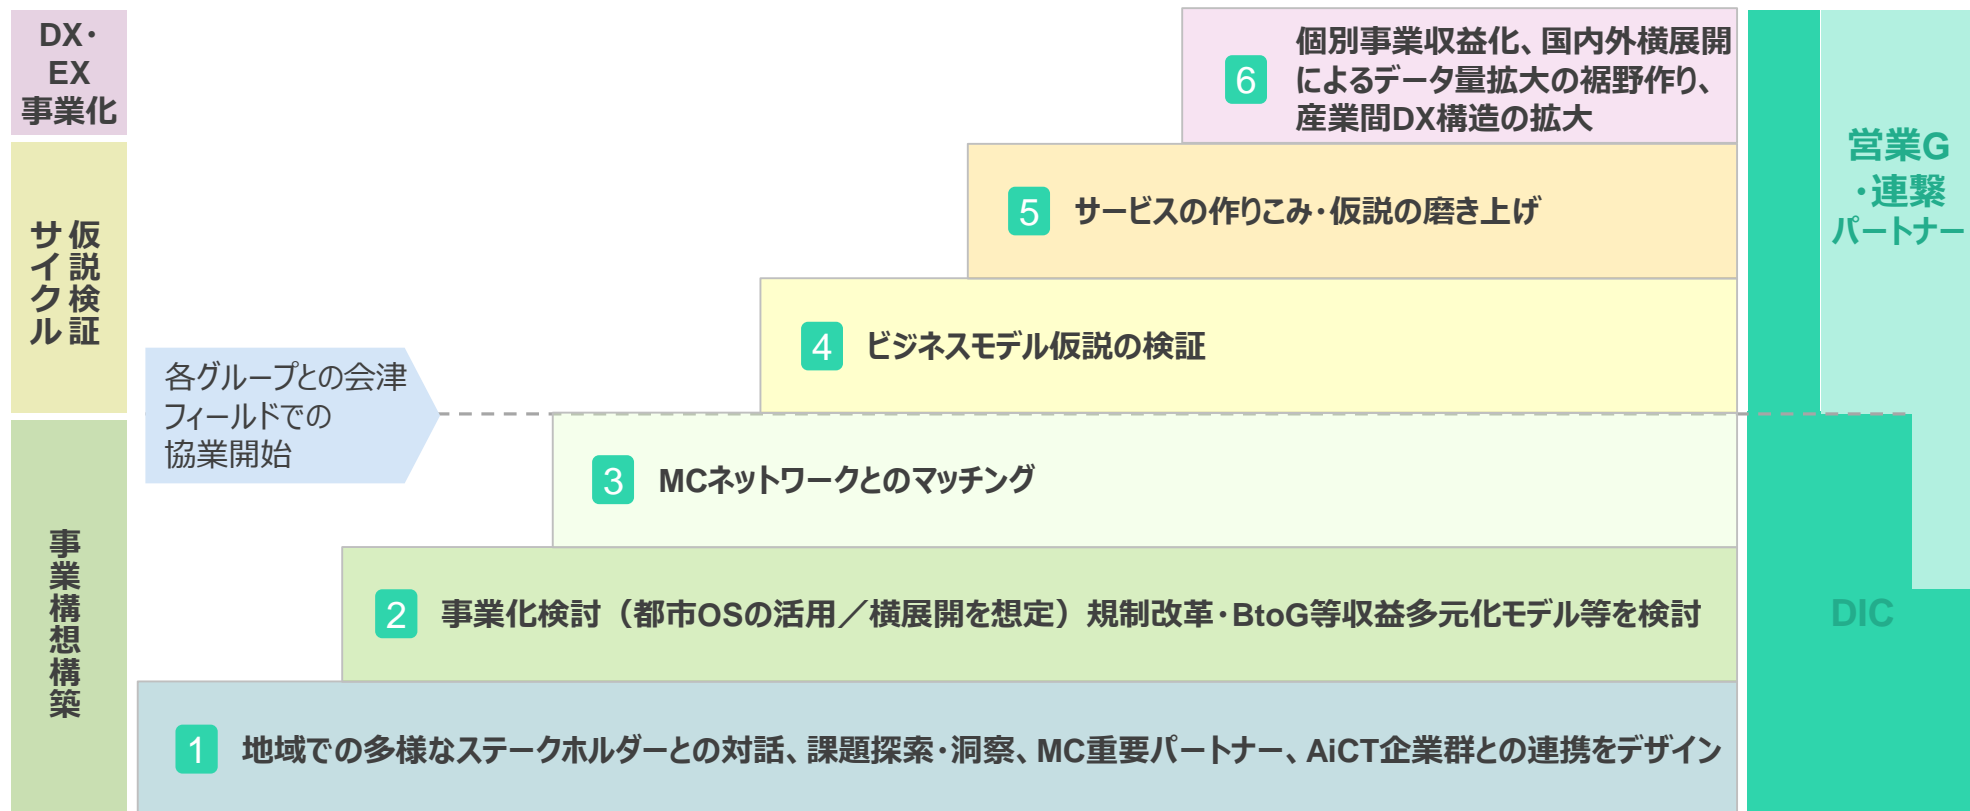 DX・
EX
事業化
仮説検証
サイクル
事業構想構築
各グループとの会津
フィールドでの
協業開始
6
個別事業収益化、国内外横展開
によるデータ量拡大の裾野作り、
産業間DX構造の拡大
5
サービスの作りこみ・仮説の磨き上げ
4
ビジネスモデル仮説の検証
3
MCネットワークとのマッチング
2
事業化検討（都市OSの活用／横展開を想定）規制改革・BtoG等収益多元化モデル等を検討
1
地域での多様なステークホルダーとの対話、課題探索・洞察、MC重要パートナー、AiCT企業群との連携をデザイン
営業G
・連繋
パートナー
DIC